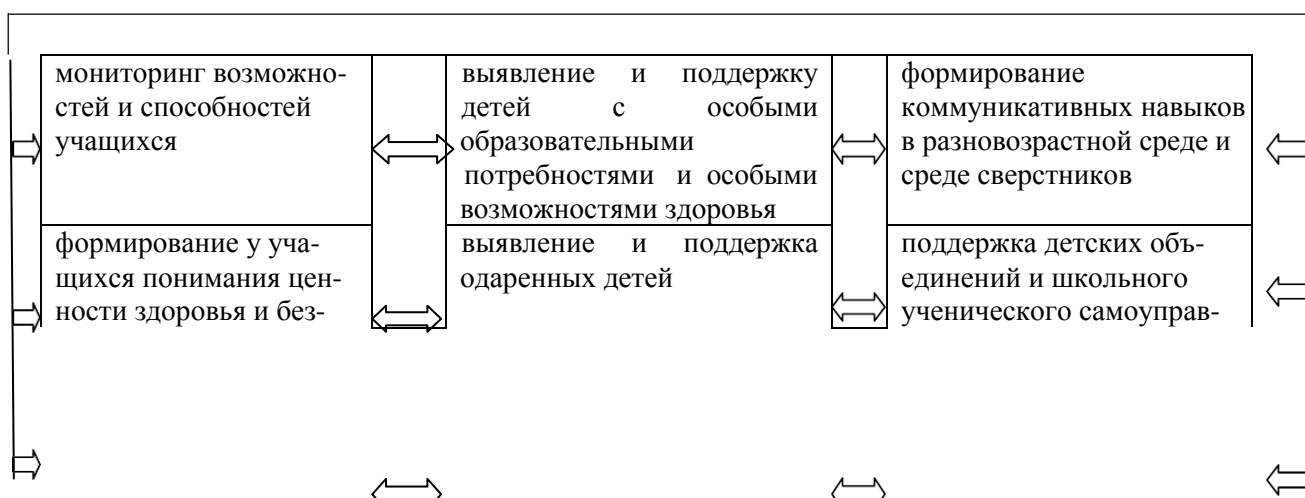 мониторинг возможно-
стей и способностей
учащихся
выявление и поддержку
детей с особыми
образовательными
потребностями и особыми
возможностями здоровья
формирование
коммуникативных навыков
в разновозрастной среде и
среде сверстников
формирование у уча-
щихся понимания цен-
ности здоровья и без-
выявление и поддержка
одаренных детей
поддержка детских объ-
единений и школьного
ученического самоуправ-